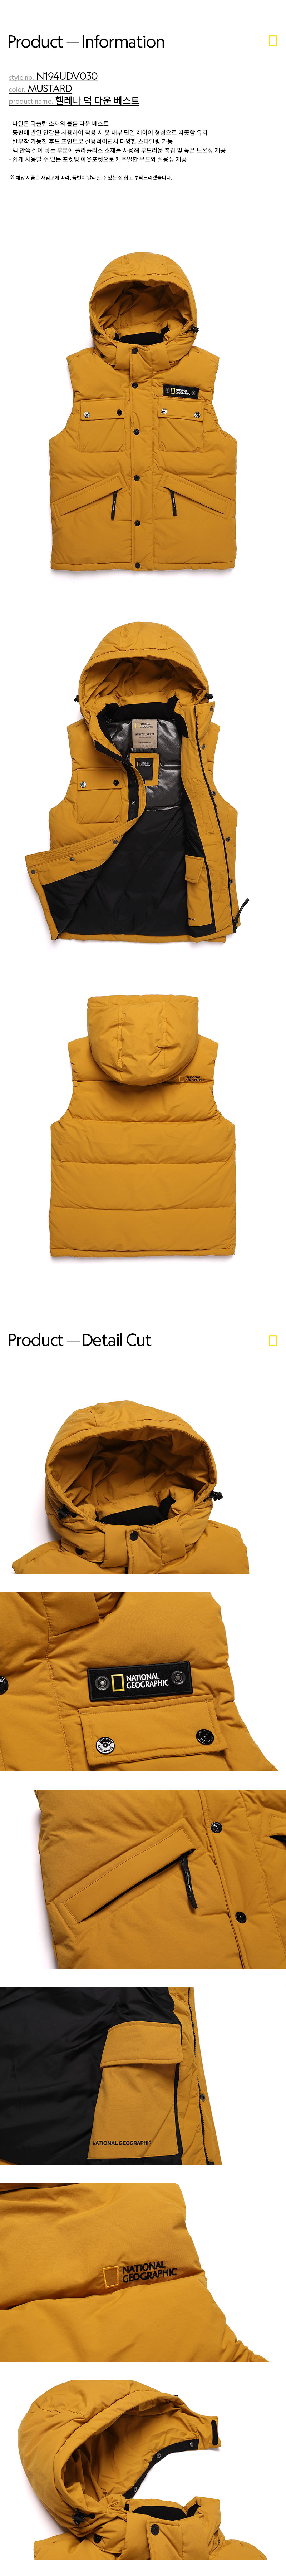 Product — Information
style no. N194UDV030
color. MUSTARD
product name.헬레나 덕 다운 베스트
- 나일론 타슬란 소재의 볼륨 다운 베스트
- 등판에 발열 안감을 사용하여 착용 시 옷 내부 단열 레이어 형성으로 따뜻함 유지
- 탈부착 가능한 후드 포인트로 실용적이면서 다양한 스타일링 가능
- 넥 안쪽 살이 닿는 부분에 폴라폴리스 소재를 사용해 부드러운 촉감 및 높은 보온성 제공
- 쉽게 사용할 수 있는 포켓팅 아웃포켓으로 캐주얼한 무드와 실용성 제공
※ 해당 제품은 재입고에 따라, 품번이 달라질 수 있는 점 참고 부탁드리겠습니다.
Product — Detail Cut
NATIONAL
GEOGRAPHIC
NATIONAL GEOGRAPHIC
NATIONAL
GEOGRAPHIC